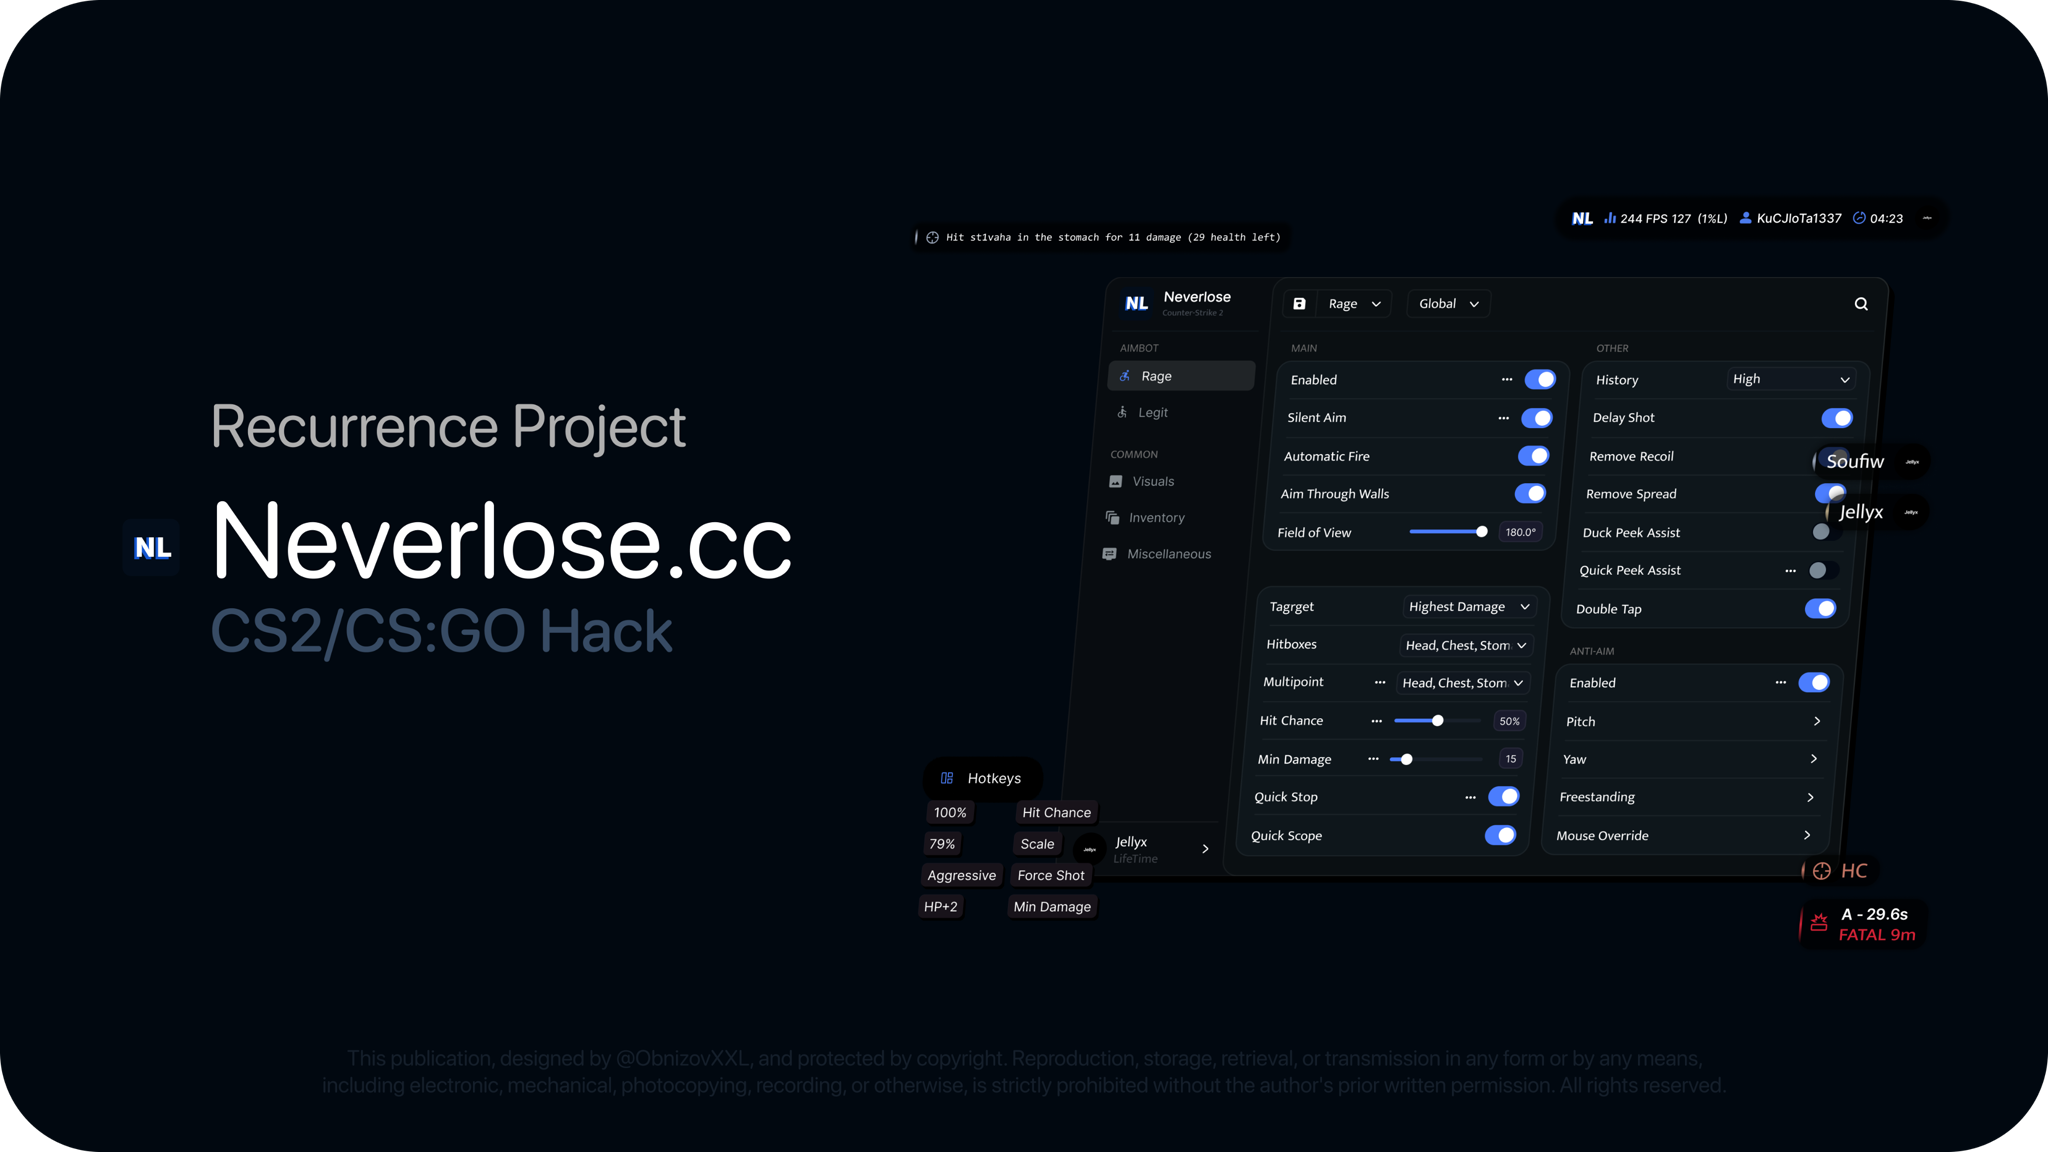 Recurrence Project
NL
Neverlose.cc
CS2/CS:GO Hack
Hit st1vaha in the stomach for 11 damage (29 health left)
NL 244 FPS 127 (1%L) KuCJIoTa1337 04:23
NL Neverlose
Counter-Strike 2
AIMBOT
Rage
Legit
COMMON
Visuals
Inventory
Miscellaneous
Jellyx
Jellyx
LifeTime
Rage
Global
MAIN
Enabled
Silent Aim
Automatic Fire
Aim Through Walls
Field of View 180.0°
Tagrget Highest Damage
Hitboxes Head, Chest, Stom
Multipoint Head, Chest, Stom
Hit Chance 50%
Min Damage 15
Quick Stop
Quick Scope
OTHER
History High
Delay Shot
Remove Recoil
Remove Spread
Duck Peek Assist
Quick Peek Assist
Double Tap
ANTI-AIM
Enabled
Pitch
Yaw
Freestanding
Mouse Override
Soufiw Jellyx
Jellyx Jellyx
Hotkeys
100% Hit Chance
79% Scale
Aggressive Force Shot
HP+2 Min Damage
HC
A - 29.6s
FATAL 9m
This publication, designed by @ObnizovXXL, and protected by copyright. Reproduction, storage, retrieval, or transmission in any form or by any means,
including electronic, mechanical, photocopying, recording, or otherwise, is strictly prohibited without the author's prior written permission. All rights reserved.